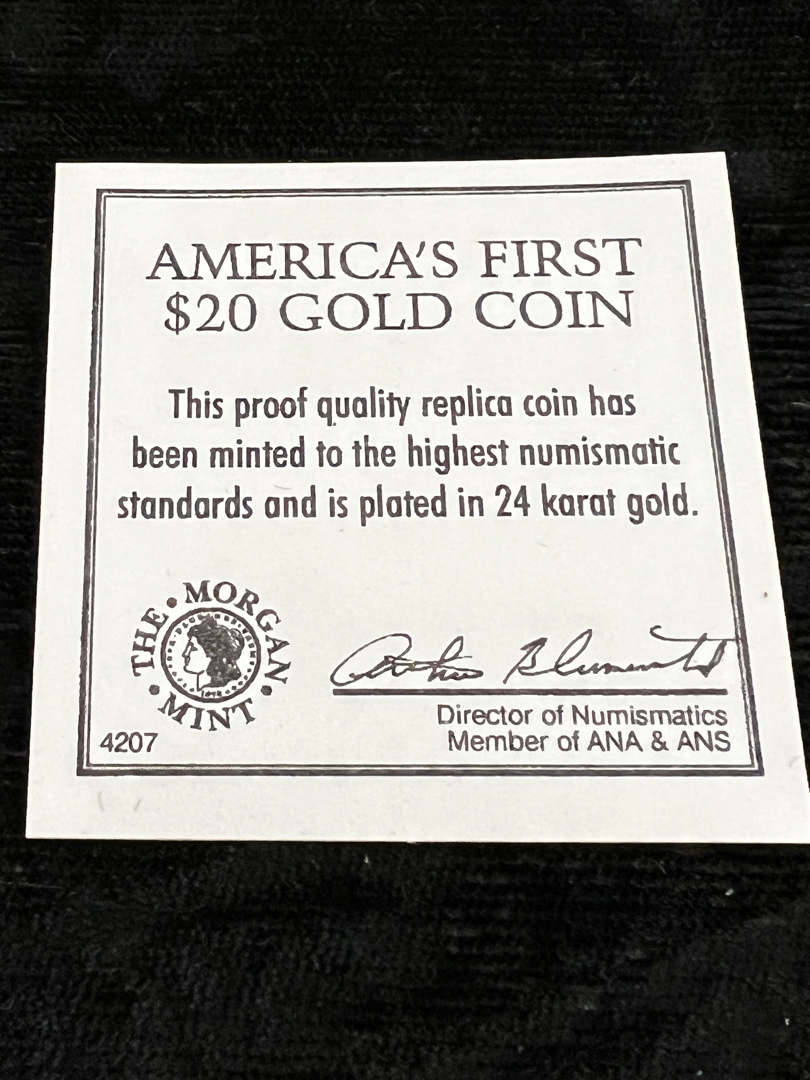 AMERICA'S FIRST
$20 GOLD COIN
This proof quality replica coin has
been minted to the highest numismatic
standards and is plated in 24 karat gold.
THE • MORGAN • MINT •
Director of Numismatics
4207
Member of ANA & ANS